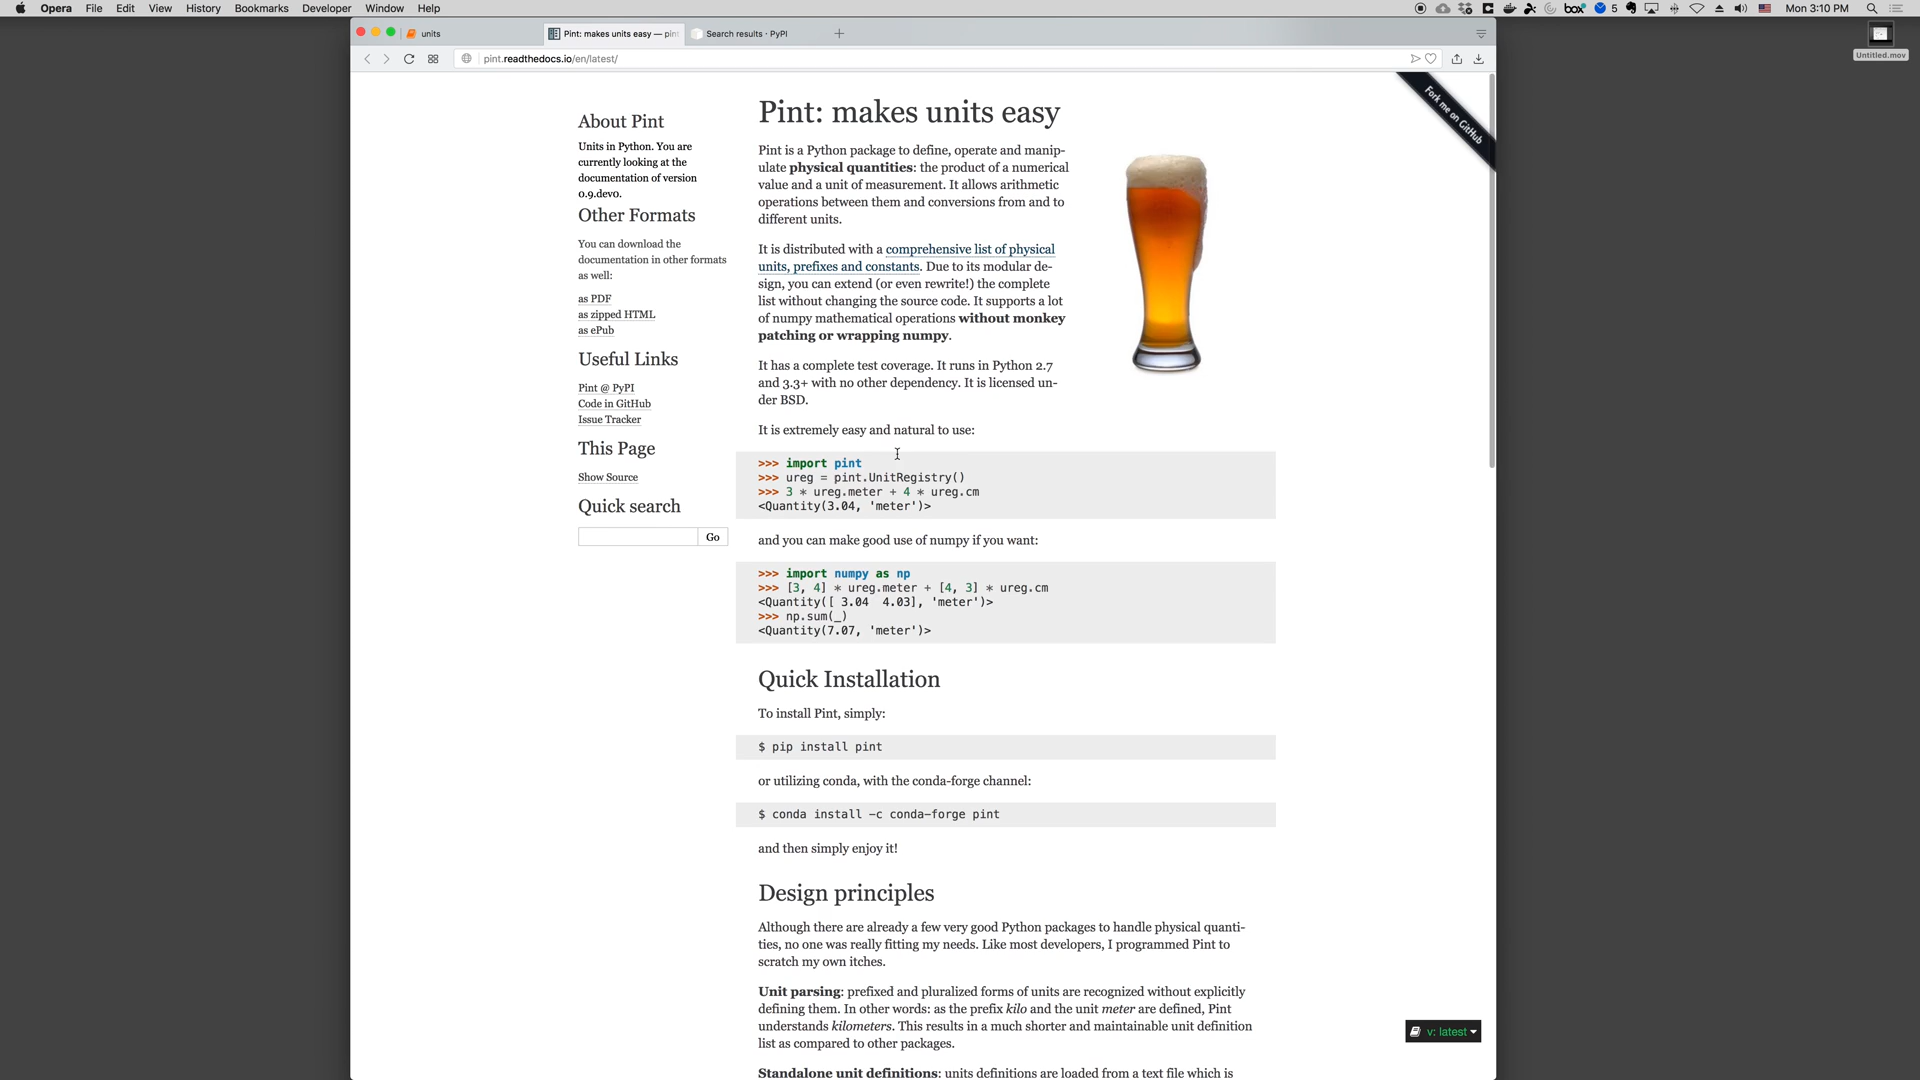 Opera File Edit View History Bookmarks Developer Window Help
box 5 Mon 3:10 PM
Untitled.mov
units
Pint: makes units easy — pin
Search results · PyPI
pint.readthedocs.io/en/latest/
Fork me on GitHub
About Pint
Units in Python. You are
currently looking at the
documentation of version
0.9.dev0.
Other Formats
You can download the
documentation in other formats
as well:
as PDF
as zipped HTML
as ePub
Useful Links
Pint @ PyPI
Code in GitHub
Issue Tracker
This Page
Show Source
Quick search
Go
Pint: makes units easy
Pint is a Python package to define, operate and manip-
ulate physical quantities: the product of a numerical
value and a unit of measurement. It allows arithmetic
operations between them and conversions from and to
different units.
It is distributed with a comprehensive list of physical
units, prefixes and constants. Due to its modular de-
sign, you can extend (or even rewrite!) the complete
list without changing the source code. It supports a lot
of numpy mathematical operations without monkey
patching or wrapping numpy.
It has a complete test coverage. It runs in Python 2.7
and 3.3+ with no other dependency. It is licensed un-
der BSD.
It is extremely easy and natural to use:
>>> import pint
>>> ureg = pint.UnitRegistry()
>>> 3 * ureg.meter + 4 * ureg.cm
<Quantity(3.04, 'meter')>
and you can make good use of numpy if you want:
>>> import numpy as np
>>> [3, 4] * ureg.meter + [4, 3] * ureg.cm
<Quantity([ 3.04  4.03], 'meter')>
>>> np.sum(_)
<Quantity(7.07, 'meter')>
Quick Installation
To install Pint, simply:
$ pip install pint
or utilizing conda, with the conda-forge channel:
$ conda install -c conda-forge pint
and then simply enjoy it!
Design principles
Although there are already a few very good Python packages to handle physical quanti-
ties, no one was really fitting my needs. Like most developers, I programmed Pint to
scratch my own itches.
Unit parsing: prefixed and pluralized forms of units are recognized without explicitly
defining them. In other words: as the prefix kilo and the unit meter are defined, Pint
understands kilometers. This results in a much shorter and maintainable unit definition
list as compared to other packages.
Standalone unit definitions: units definitions are loaded from a text file which is
v: latest